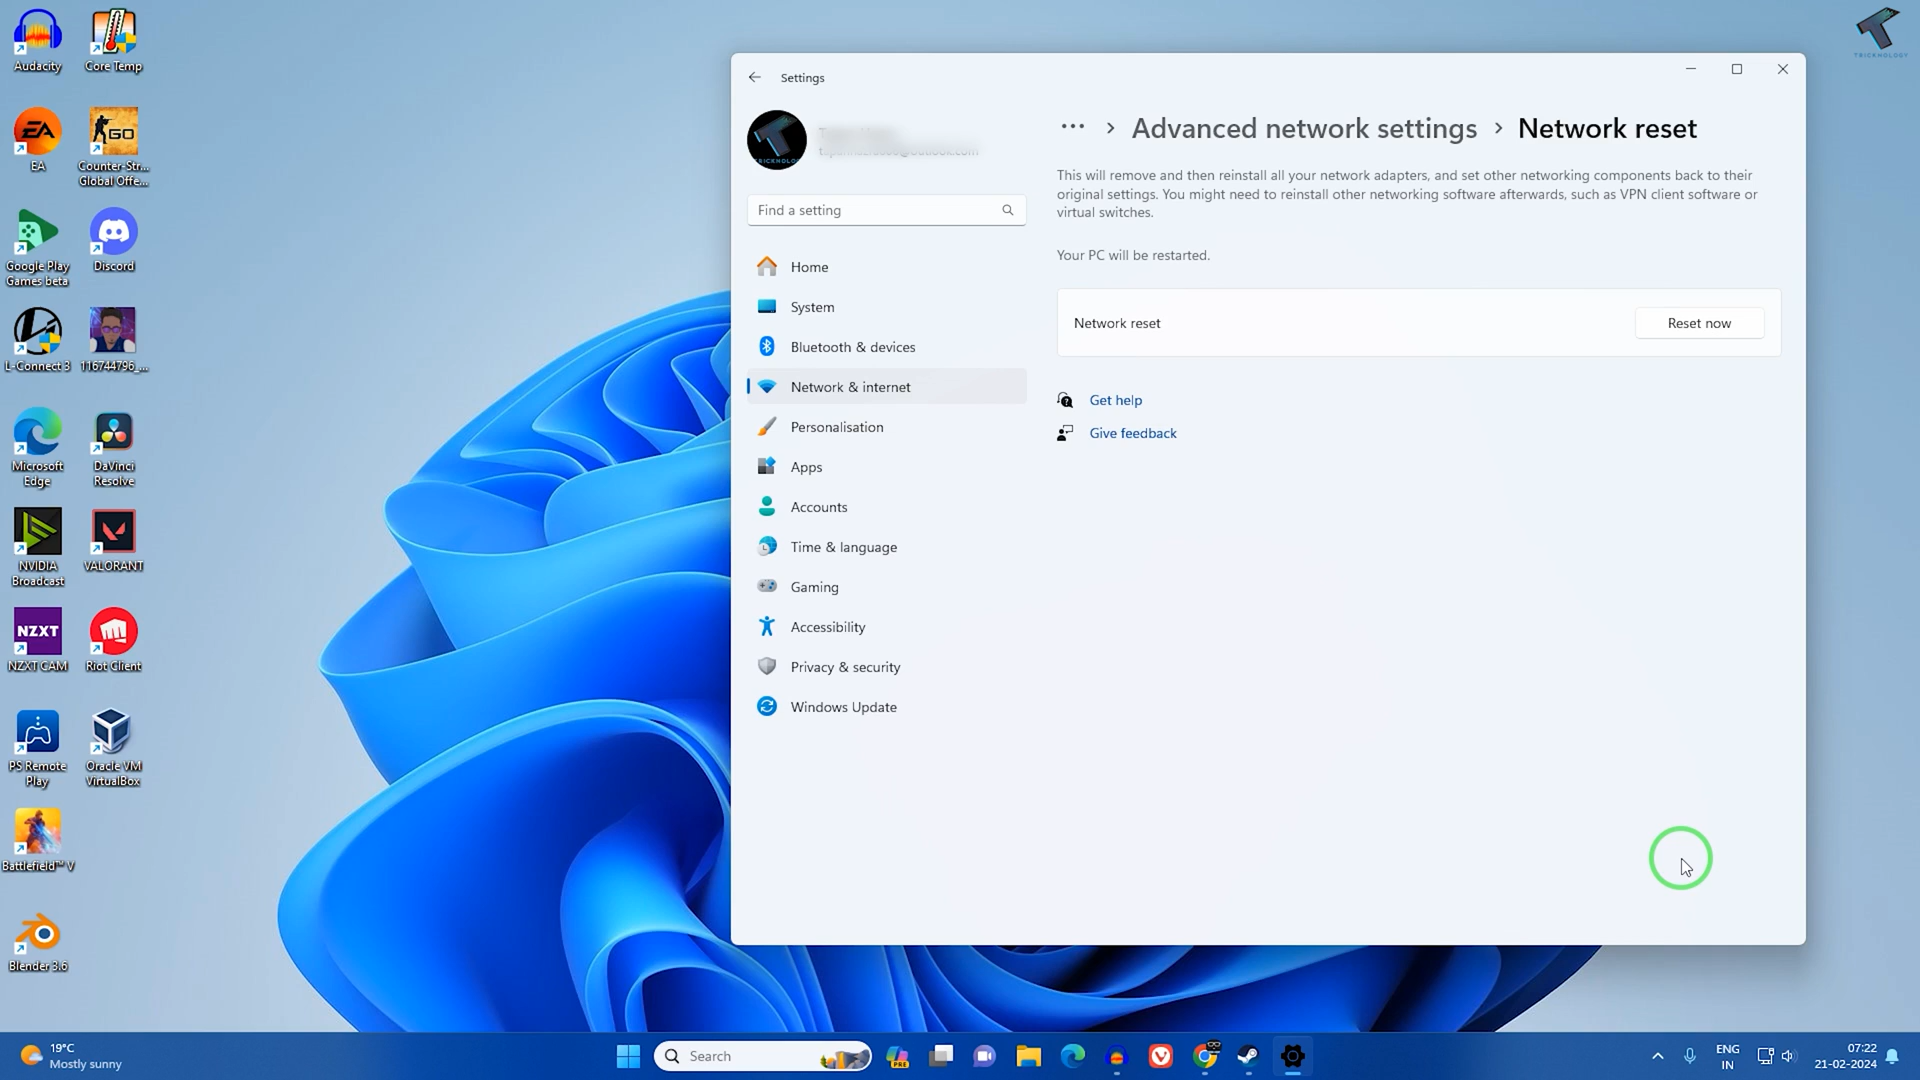 Audacity
Core Temp
EA
Counter-Str...
Global Offe...
Google Play
Games beta
Discord
L-Connect 3
116744796_...
Microsoft
Edge
DaVinci
Resolve
NVIDIA
Broadcast
VALORANT
NZXT
NZXT CAM
Riot Client
PS Remote
Play
Oracle VM
VirtualBox
Battlefield™ V
Blender 3.6
TRICKNOLOGY
Settings
Find a setting
Home
System
Bluetooth & devices
Network & internet
Personalisation
Apps
Accounts
Time & language
Gaming
Accessibility
Privacy & security
Windows Update
... > Advanced network settings > Network reset
This will remove and then reinstall all your network adapters, and set other networking components back to their
original settings. You might need to reinstall other networking software afterwards, such as VPN client software or
virtual switches.
Your PC will be restarted.
Network reset
Reset now
Get help
Give feedback
19°C
Mostly sunny
Search
PRE
ENG
IN
07:22
21-02-2024